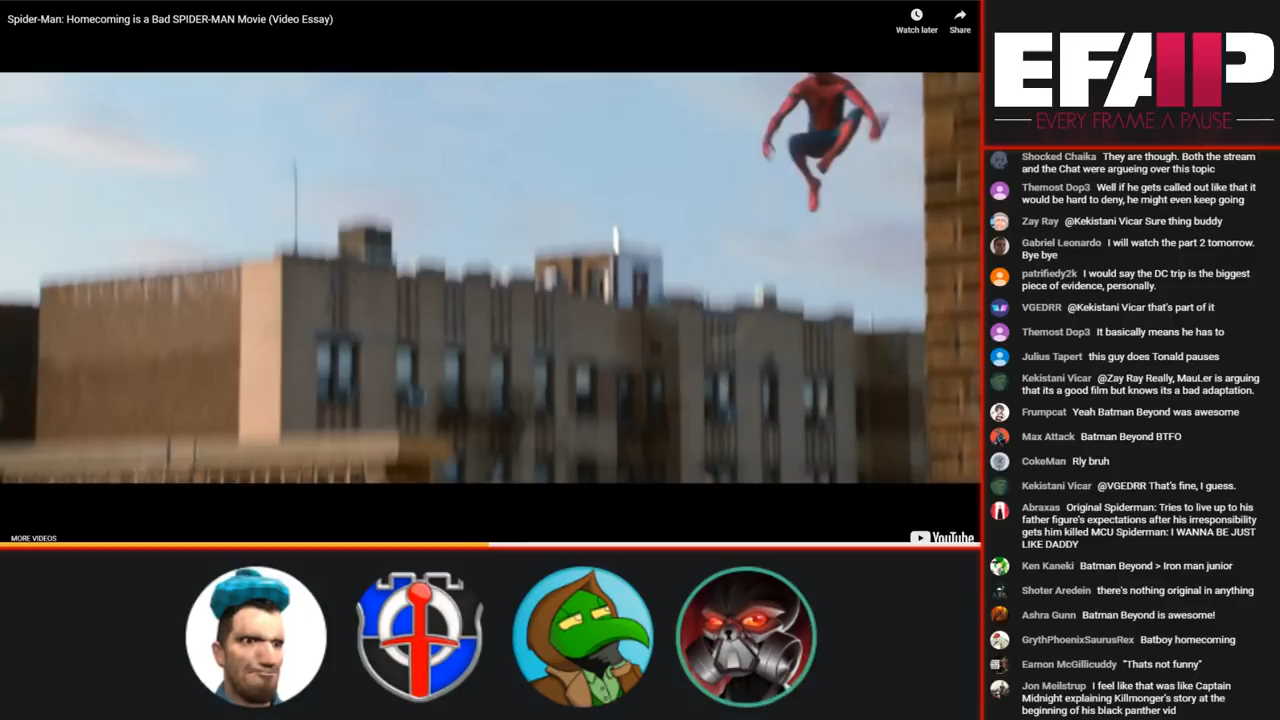 Spider-Man: Homecoming is a Bad SPIDER-MAN Movie (Video Essay)
Watch later
Share
MORE VIDEOS
YouTube
EFAP
EVERY FRAME A PAUSE
Shocked Chaika They are though. Both the stream
and the Chat were argueing over this topic
Themost Dop3 Well if he gets called out like that it
would be hard to deny, he might even keep going
Zay Ray @Kekistani Vicar Sure thing buddy
Gabriel Leonardo I will watch the part 2 tomorrow.
Bye bye
patrifiedy2k I would say the DC trip is the biggest
piece of evidence, personally.
VGEDRR @Kekistani Vicar that's part of it
Themost Dop3 It basically means he has to
Julius Tapert this guy does Tonald pauses
Kekistani Vicar @Zay Ray Really, MauLer is arguing
that its a good film but knows its a bad adaptation.
Frumpcat Yeah Batman Beyond was awesome
Max Attack Batman Beyond BTFO
CokeMan Rly bruh
Kekistani Vicar @VGEDRR That's fine, I guess.
Abraxas Original Spiderman: Tries to live up to his
father figure's expectations after his irresponsibility
gets him killed MCU Spiderman: I WANNA BE JUST
LIKE DADDY
Ken Kaneki Batman Beyond > Iron man junior
Shoter Aredein there's nothing original in anything
Ashra Gunn Batman Beyond is awesome!
GrythPhoenixSaurusRex Batboy homecoming
Eamon McGillicuddy "Thats not funny"
Jon Meilstrup I feel like that was like Captain
Midnight explaining Killmonger's story at the
beginning of his black panther vid